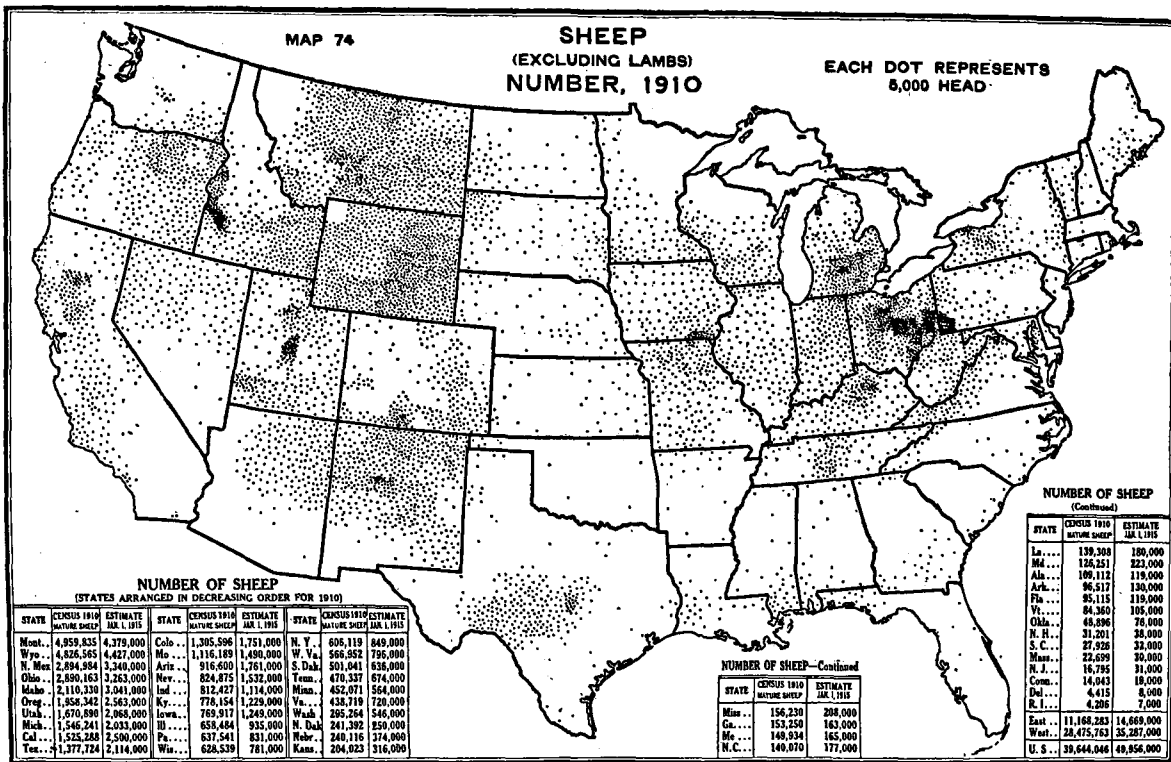 MAP 74
SHEEP
(EXCLUDING LAMBS)
NUMBER, 1910
EACH DOT REPRESENTS
5,000 HEAD
NUMBER OF SHEEP
(STATES ARRANGED IN DECREASING ORDER FOR 1910)
STATE CENSUS 1910 MATURE SHEEP ESTIMATE JAN. 1, 1915 STATE CENSUS 1910 MATURE SHEEP ESTIMATE JAN. 1, 1915 STATE CENSUS 1910 MATURE SHEEP ESTIMATE JAN. 1, 1915
Mont... 4,959,835 4,379,000 Colo... 1,305,596 1,751,000 N. Y. 606,119 849,000
Wyo... 4,826,565 4,427,000 Mo... 1,116,189 1,490,000 W. Va. 566,952 796,000
N. Mex 2,894,984 3,340,000 Ariz... 916,600 1,761,000 S. Dak. 501,041 636,000
Ohio... 2,890,163 3,263,000 Nev... 824,875 1,532,000 Tenn... 470,337 674,000
Idaho.. 2,110,330 3,041,000 Ind... 812,427 1,114,000 Minn... 452,071 564,000
Oreg... 1,958,342 2,563,000 Ky... 778,154 1,229,000 Va... 438,719 720,000
Utah... 1,670,890 2,068,000 Iowa... 769,917 1,249,000 Wash.. 295,264 546,000
Mich... 1,546,241 2,033,000 Ill... 658,484 935,000 N. Dak 241,392 250,000
Cal... 1,525,288 2,500,000 Pa... 637,541 831,000 Nebr... 240,116 374,000
Tex... 1,377,724 2,114,000 Wis... 628,539 781,000 Kans... 204,023 316,000
NUMBER OF SHEEP—Continued
STATE CENSUS 1910 MATURE SHEEP ESTIMATE JAN. 1, 1915
Miss... 156,230 208,000
Ga... 153,250 163,000
Me... 149,934 165,000
N.C... 140,070 177,000
NUMBER OF SHEEP
(Continued)
STATE CENSUS 1910 MATURE SHEEP ESTIMATE JAN. 1, 1915
La.... 139,308 180,000
Md... 126,251 223,000
Ala... 109,112 119,000
Ark... 96,517 130,000
Fla... 95,115 119,000
Vt... 84,360 105,000
Okla... 48,896 76,000
N. H... 31,201 38,000
S. C... 27,926 32,000
Mass... 22,699 30,000
N. J... 16,795 31,000
Conn... 14,043 19,000
Del... 4,415 8,000
R. I... 4,206 7,000
East .. 11,168,283 14,669,000
West.. 28,475,763 35,287,000
U. S .. 39,644,046 49,956,000